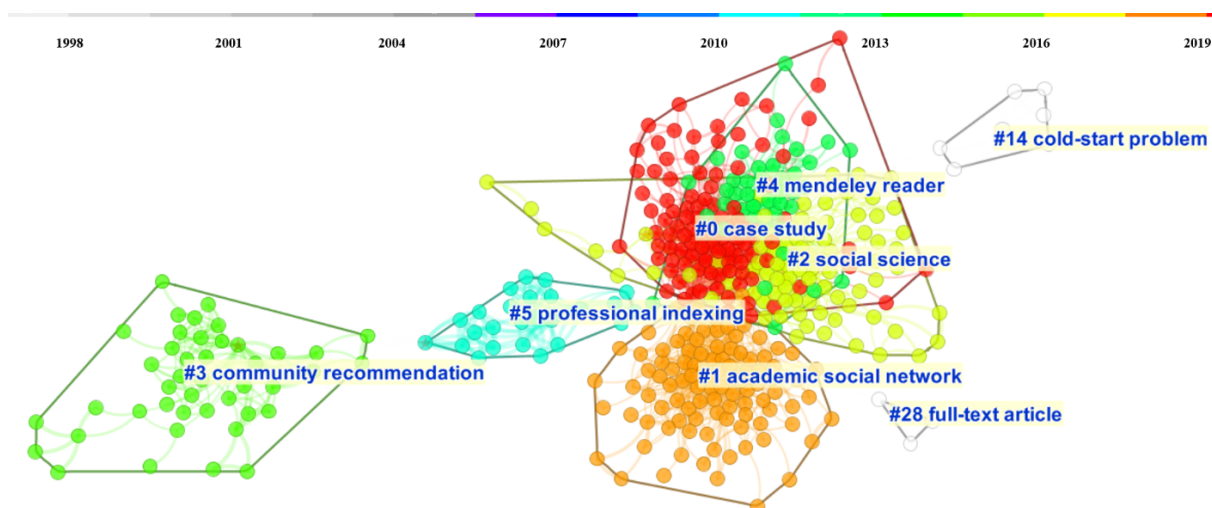 1998 2001 2004 2007 2010 2013 2016 2019
#14 cold-start problem
#4 mendeley reader
#0 case study
#2 social science
#5 professional indexing
#3 community recommendation
#1 academic social network
#28 full-text article